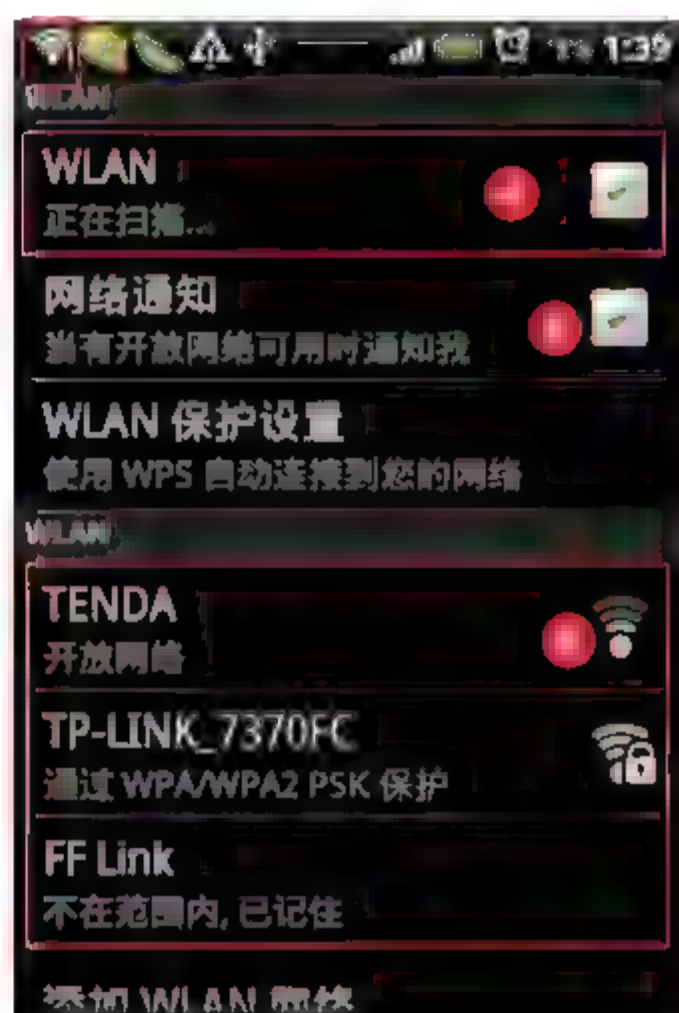 1:39
WLAN
WLAN
正在扫描...
网络通知
当有开放网络可用时通知我
WLAN 保护设置
使用 WPS 自动连接到您的网络
WLAN
TENDA
开放网络
TP-LINK_7370FC
通过 WPA/WPA2 PSK 保护
FF Link
不在范围内, 已记住
添加 WLAN 网络